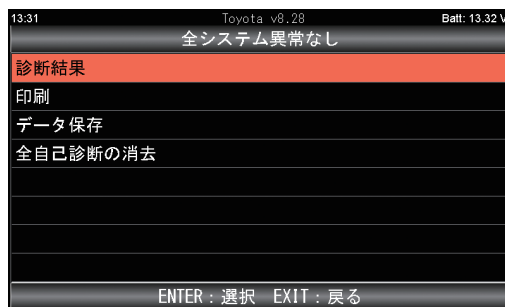 13:31 Toyota v8.28 Batt: 13.32 V
全システム異常なし
診断結果
印刷
データ保存
全自己診断の消去
ENTER：選択 EXIT：戻る